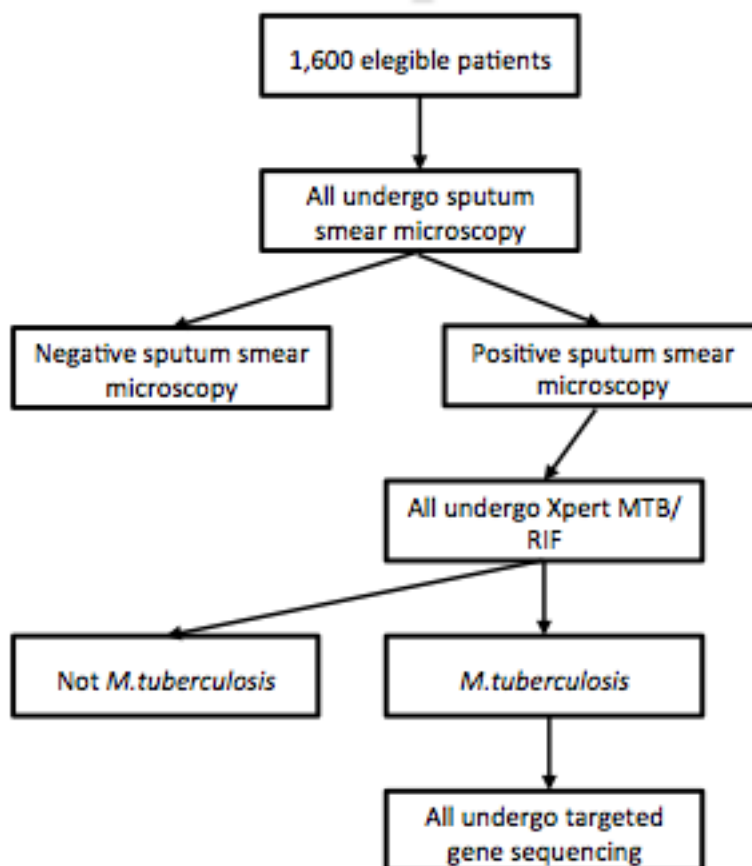 1,600 elegible patients
All undergo sputum
smear microscopy
Negative sputum smear
microscopy
Positive sputum smear
microscopy
All undergo Xpert MTB/
RIF
Not M.tuberculosis
M.tuberculosis
All undergo targeted
gene sequencing